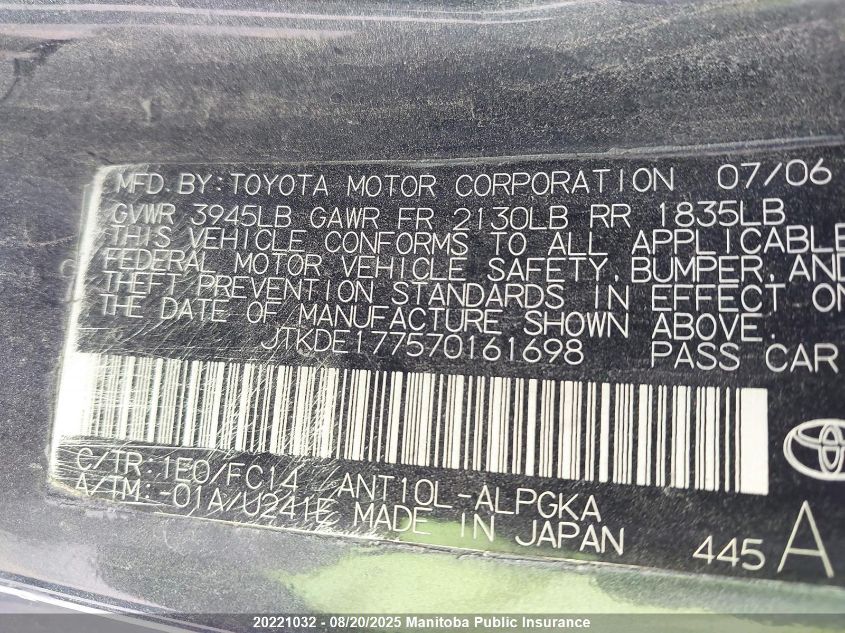 MFD.BY:TOYOTA MOTOR CORPORATION 07/06
GVWR 3945LB GAWR FR 2130LB RR 1835LB
THIS VEHICLE CONFORMS TO ALL APPLICABLE
FEDERAL MOTOR VEHICLE SAFETY, BUMPER, AND
THEFT PREVENTION STANDARDS IN EFFECT ON
THE DATE OF MANUFACTURE SHOWN ABOVE.
JTKDE177570161698 PASS CAR
C/TR:1E0/FC14 ANT10L-ALPGKA
A/TM:-01A/U241E MADE IN JAPAN
445 A
20221032 - 08/20/2025 Manitoba Public Insurance